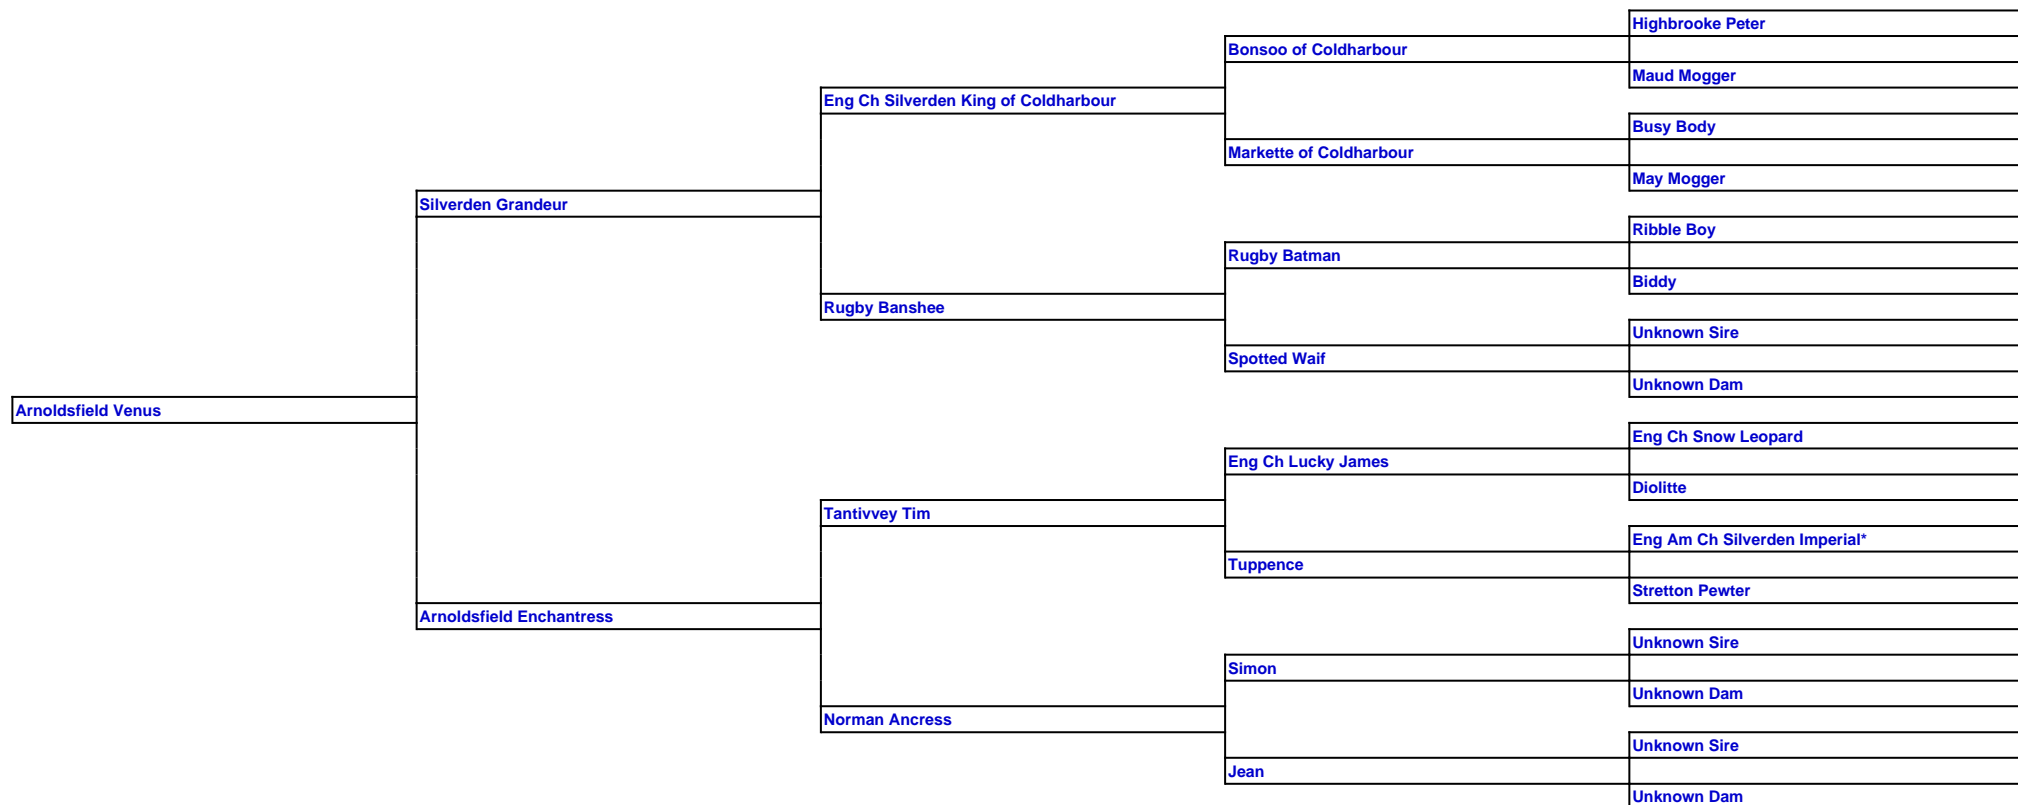 Highbrooke Peter
Bonsoo of Coldharbour
Maud Mogger
Eng Ch Silverden King of Coldharbour
Busy Body
Markette of Coldharbour
May Mogger
Silverden Grandeur
Ribble Boy
Rugby Batman
Biddy
Rugby Banshee
Unknown Sire
Spotted Waif
Unknown Dam
Arnoldsfield Venus
Eng Ch Snow Leopard
Eng Ch Lucky James
Diolitte
Tantivvey Tim
Eng Am Ch Silverden Imperial*
Tuppence
Stretton Pewter
Arnoldsfield Enchantress
Unknown Sire
Simon
Unknown Dam
Norman Ancress
Unknown Sire
Jean
Unknown Dam